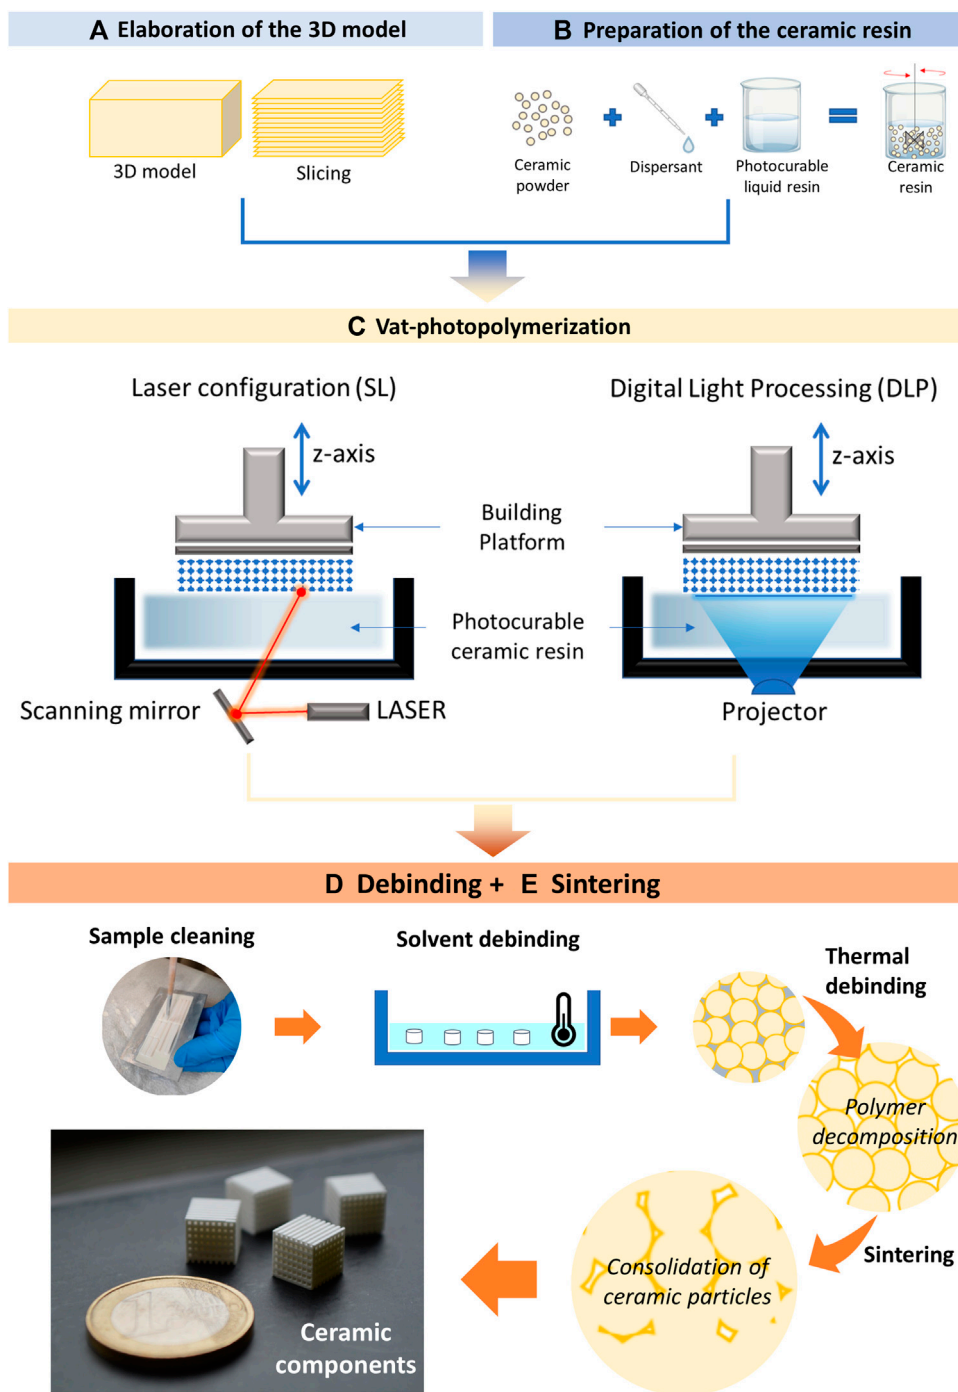 A Elaboration of the 3D model
B Preparation of the ceramic resin
3D model
Slicing
Ceramic
powder
Dispersant
Photocurable
liquid resin
Ceramic
resin
C Vat-photopolymerization
Laser configuration (SL)
Digital Light Processing (DLP)
z-axis
z-axis
Building
Platform
Photocurable
ceramic resin
Scanning mirror
LASER
Projector
D Debinding + E Sintering
Sample cleaning
Solvent debinding
Thermal
debinding
Polymer
decomposition
Sintering
Consolidation of
ceramic particles
Ceramic
components